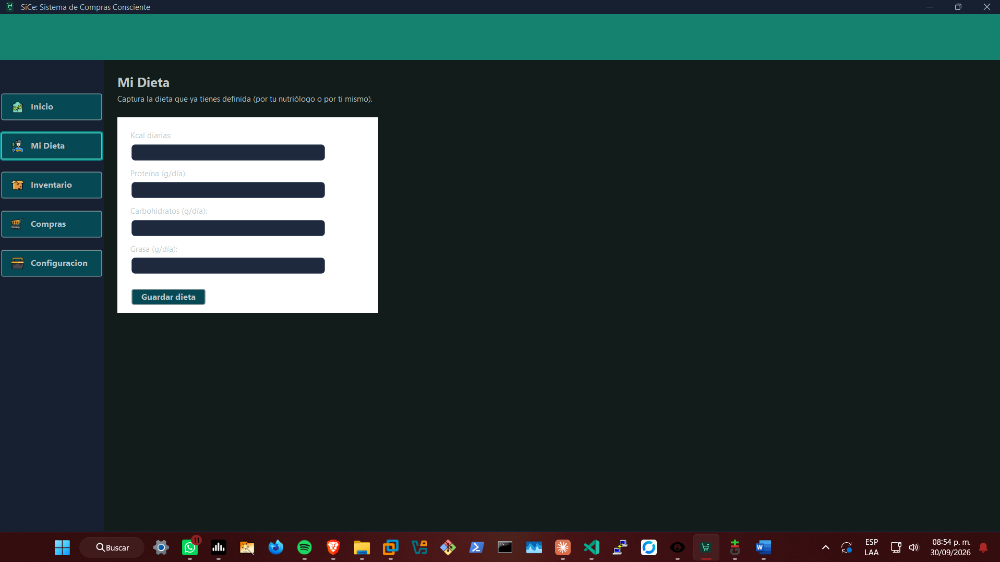 SiCe: Sistema de Compras Consciente
Inicio
Mi Dieta
Inventario
Compras
Configuracion
Mi Dieta
Captura la dieta que ya tienes definida (por tu nutriólogo o por ti mismo).
Kcal diarias:
Proteína (g/día):
Carbohidratos (g/día):
Grasa (g/día):
Guardar dieta
Buscar
11
ESP
LAA
08:54 p. m.
30/09/2026